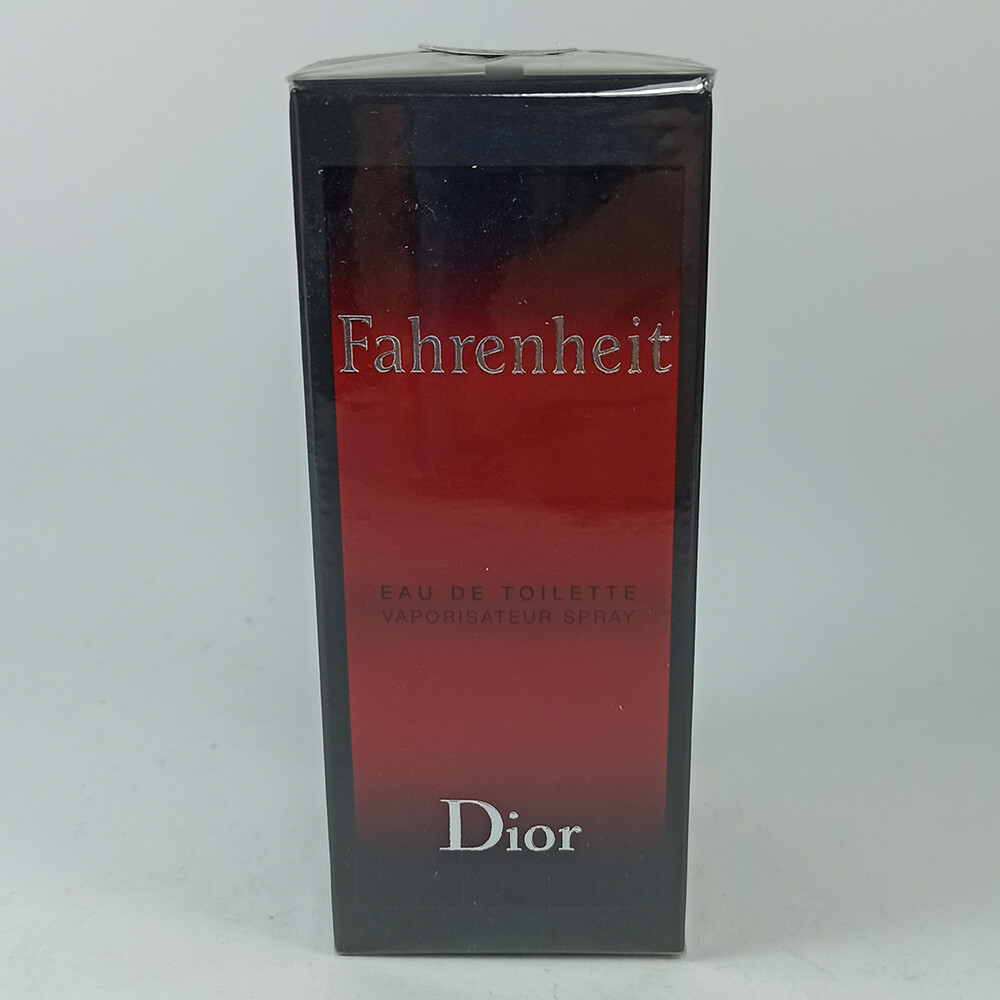 Fahrenheit
EAU DE TOILETTE
VAPORISATEUR SPRAY
Dior